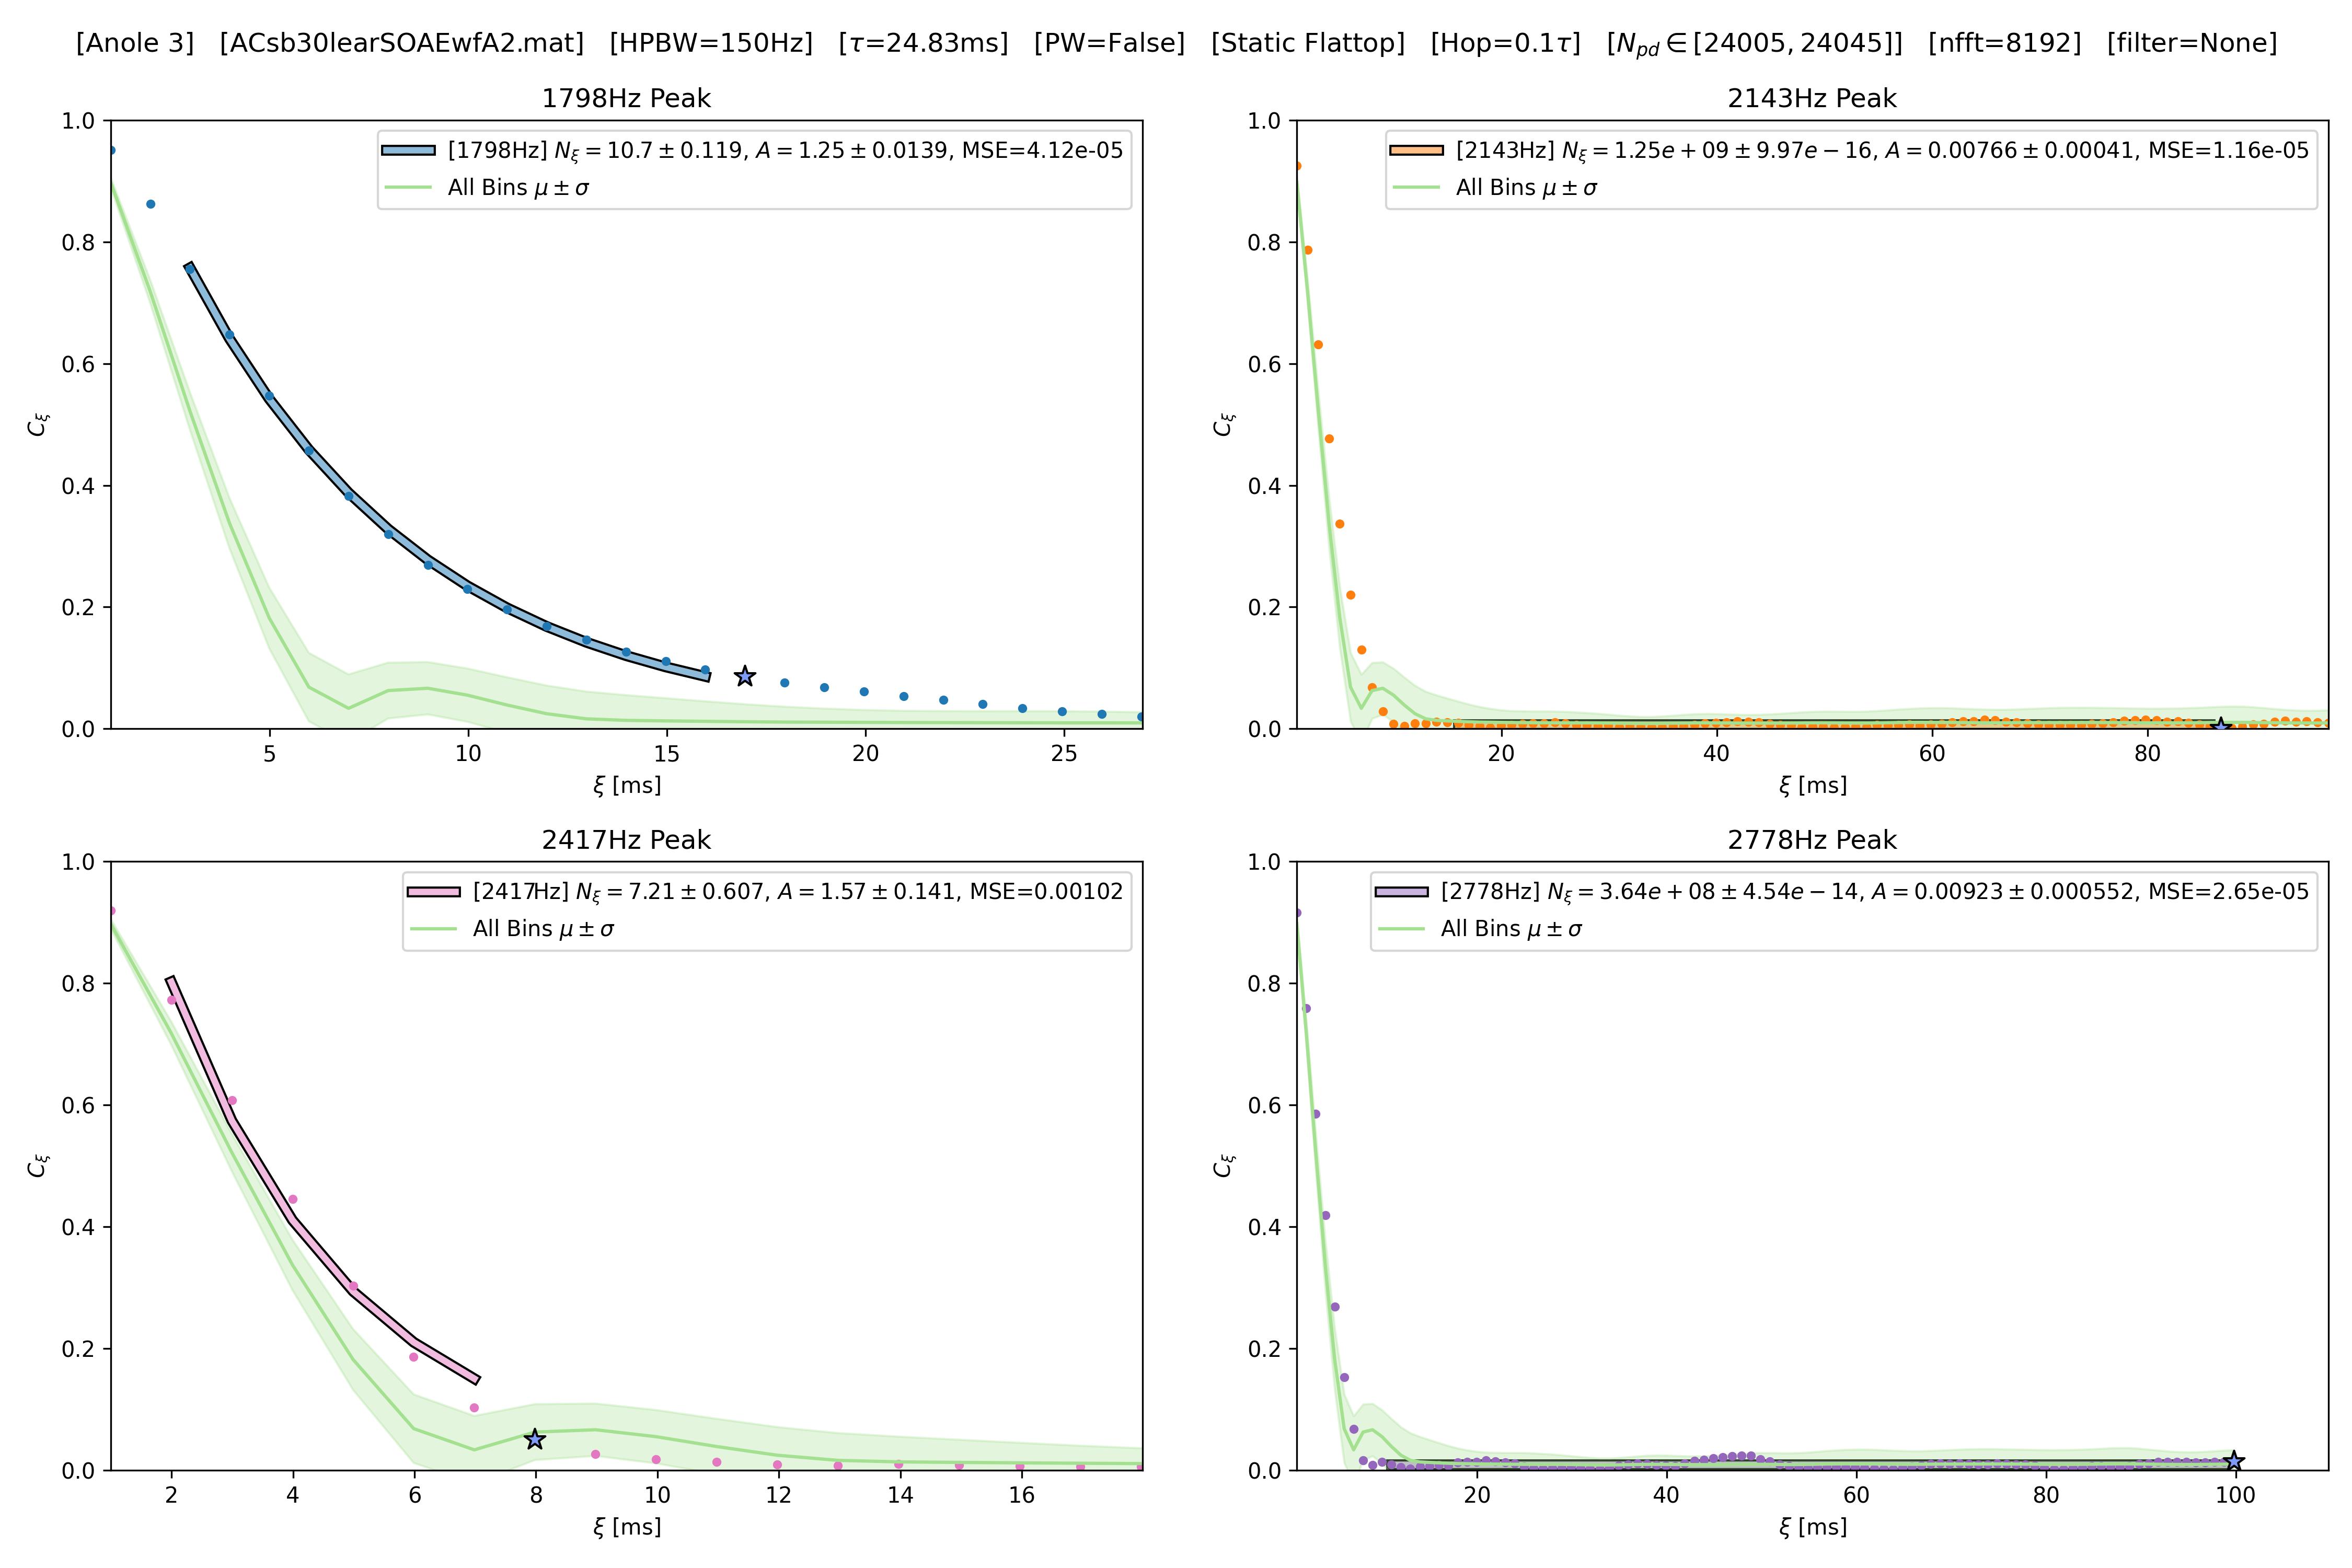 [Anole 3] [ACsb30learSOAEwfA2.mat] [HPBW=150Hz] [τ=24.83ms] [PW=False] [Static Flattop] [Hop=0.1τ] [N_pd ∈ [24005, 24045]] [nfft=8192] [filter=None]
1798Hz Peak
[1798Hz] N_ξ = 10.7 ± 0.119, A = 1.25 ± 0.0139, MSE=4.12e-05
All Bins μ ± σ
C_ξ
1.0
0.8
0.6
0.4
0.2
0.0
5 10 15 20 25
ξ [ms]
2143Hz Peak
[2143Hz] N_ξ = 1.25e + 09 ± 9.97e − 16, A = 0.00766 ± 0.00041, MSE=1.16e-05
All Bins μ ± σ
C_ξ
1.0
0.8
0.6
0.4
0.2
0.0
20 40 60 80
ξ [ms]
2417Hz Peak
[2417Hz] N_ξ = 7.21 ± 0.607, A = 1.57 ± 0.141, MSE=0.00102
All Bins μ ± σ
C_ξ
1.0
0.8
0.6
0.4
0.2
0.0
2 4 6 8 10 12 14 16
ξ [ms]
2778Hz Peak
[2778Hz] N_ξ = 3.64e + 08 ± 4.54e − 14, A = 0.00923 ± 0.000552, MSE=2.65e-05
All Bins μ ± σ
C_ξ
1.0
0.8
0.6
0.4
0.2
0.0
20 40 60 80 100
ξ [ms]